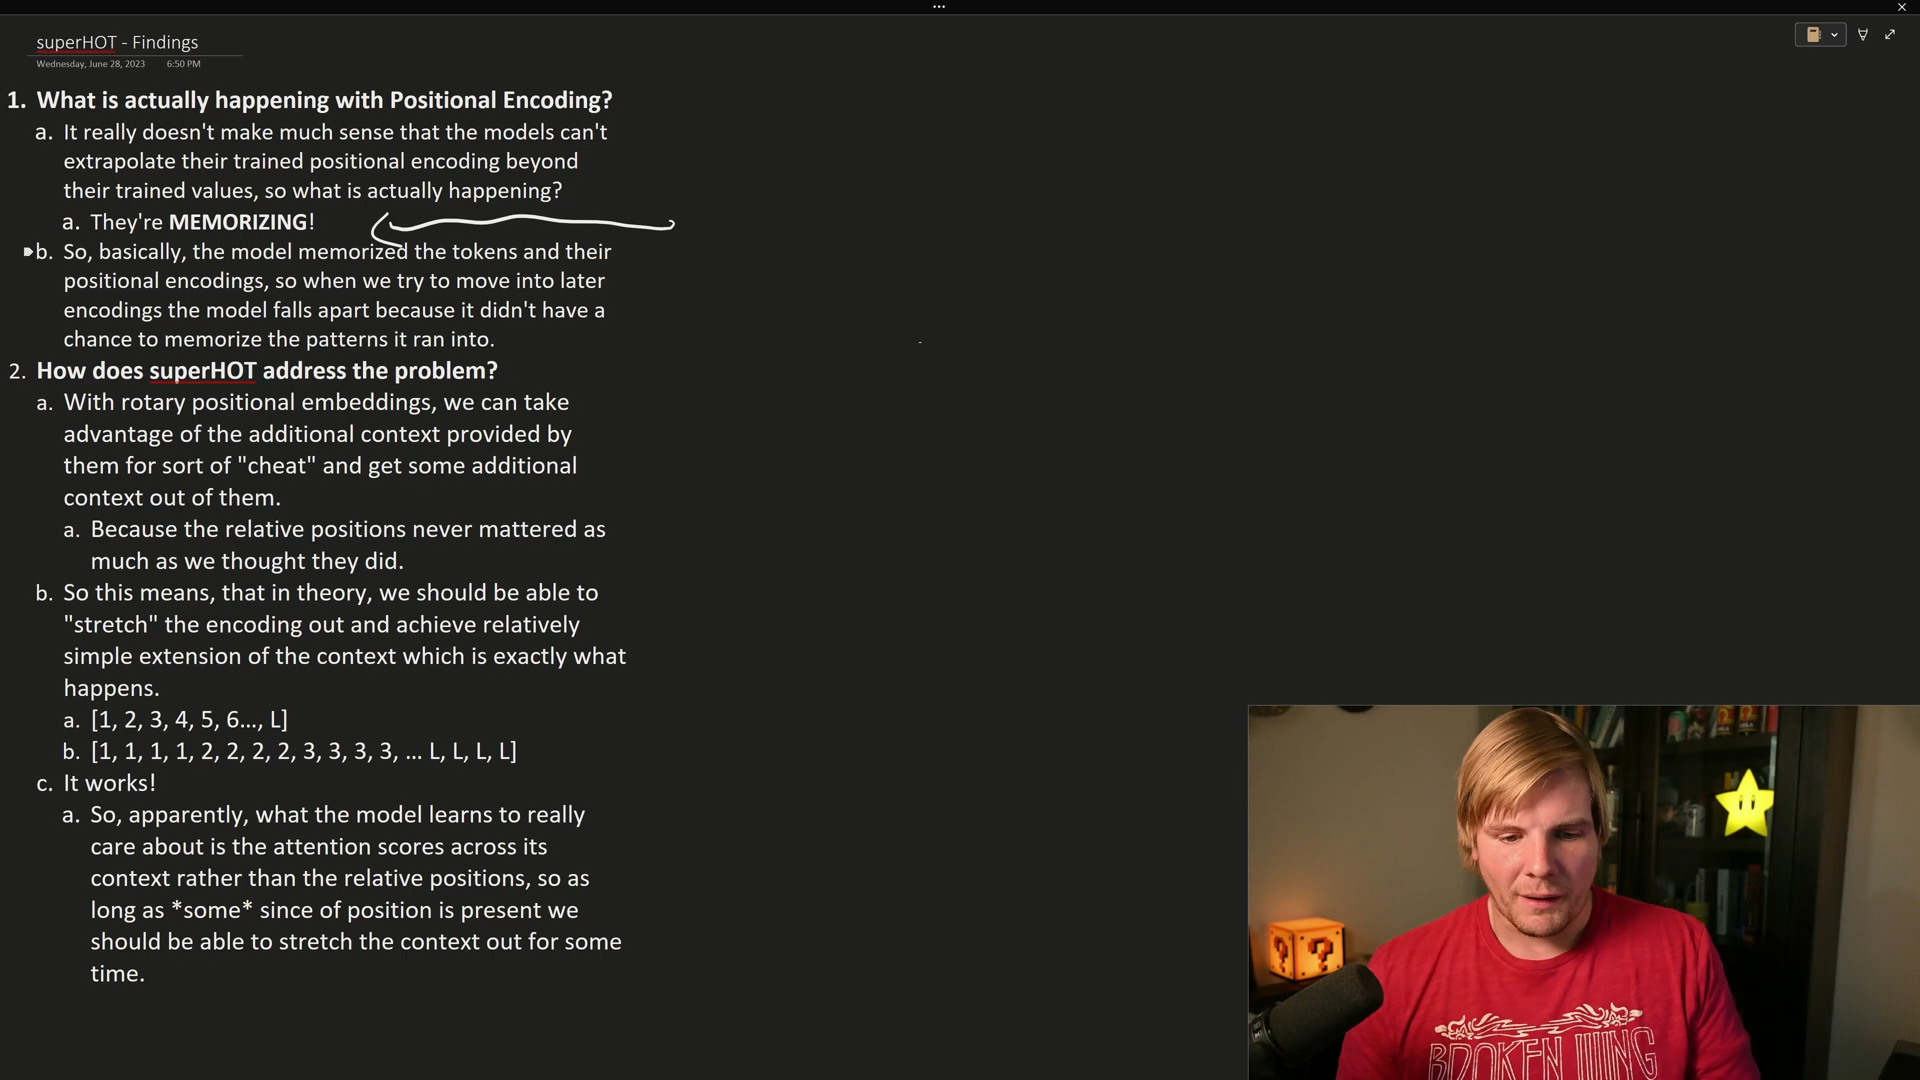 superHOT - Findings
Wednesday, June 28, 2023 6:50 PM
1. What is actually happening with Positional Encoding?
a. It really doesn't make much sense that the models can't
extrapolate their trained positional encoding beyond
their trained values, so what is actually happening?
a. They're MEMORIZING!
b. So, basically, the model memorized the tokens and their
positional encodings, so when we try to move into later
encodings the model falls apart because it didn't have a
chance to memorize the patterns it ran into.
2. How does superHOT address the problem?
a. With rotary positional embeddings, we can take
advantage of the additional context provided by
them for sort of "cheat" and get some additional
context out of them.
a. Because the relative positions never mattered as
much as we thought they did.
b. So this means, that in theory, we should be able to
"stretch" the encoding out and achieve relatively
simple extension of the context which is exactly what
happens.
a. [1, 2, 3, 4, 5, 6..., L]
b. [1, 1, 1, 1, 2, 2, 2, 2, 3, 3, 3, 3, ... L, L, L, L]
c. It works!
a. So, apparently, what the model learns to really
care about is the attention scores across its
context rather than the relative positions, so as
long as *some* since of position is present we
should be able to stretch the context out for some
time.
? ?
BROKEN WING